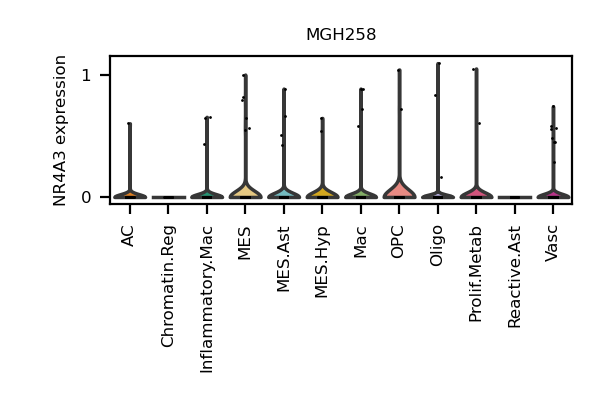 MGH258
NR4A3 expression
1
0
AC
Chromatin.Reg
Inflammatory.Mac
MES
MES.Ast
MES.Hyp
Mac
OPC
Oligo
Prolif.Metab
Reactive.Ast
Vasc